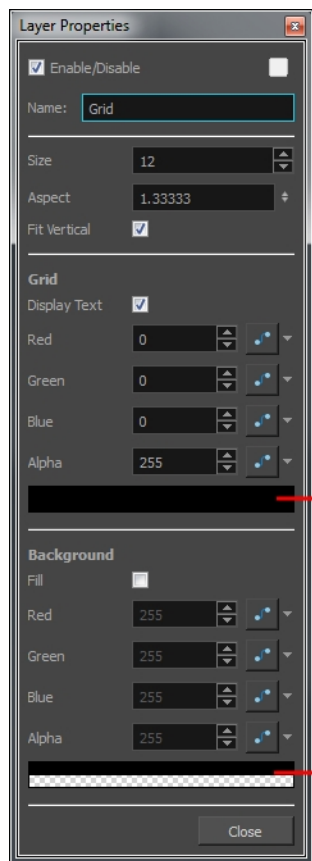 Layer Properties
Enable/Disable
Name: Grid
Size 12
Aspect 1.33333
Fit Vertical
Grid
Display Text
Red 0
Green 0
Blue 0
Alpha 255
Background
Fill
Red 255
Green 255
Blue 255
Alpha 255
Close